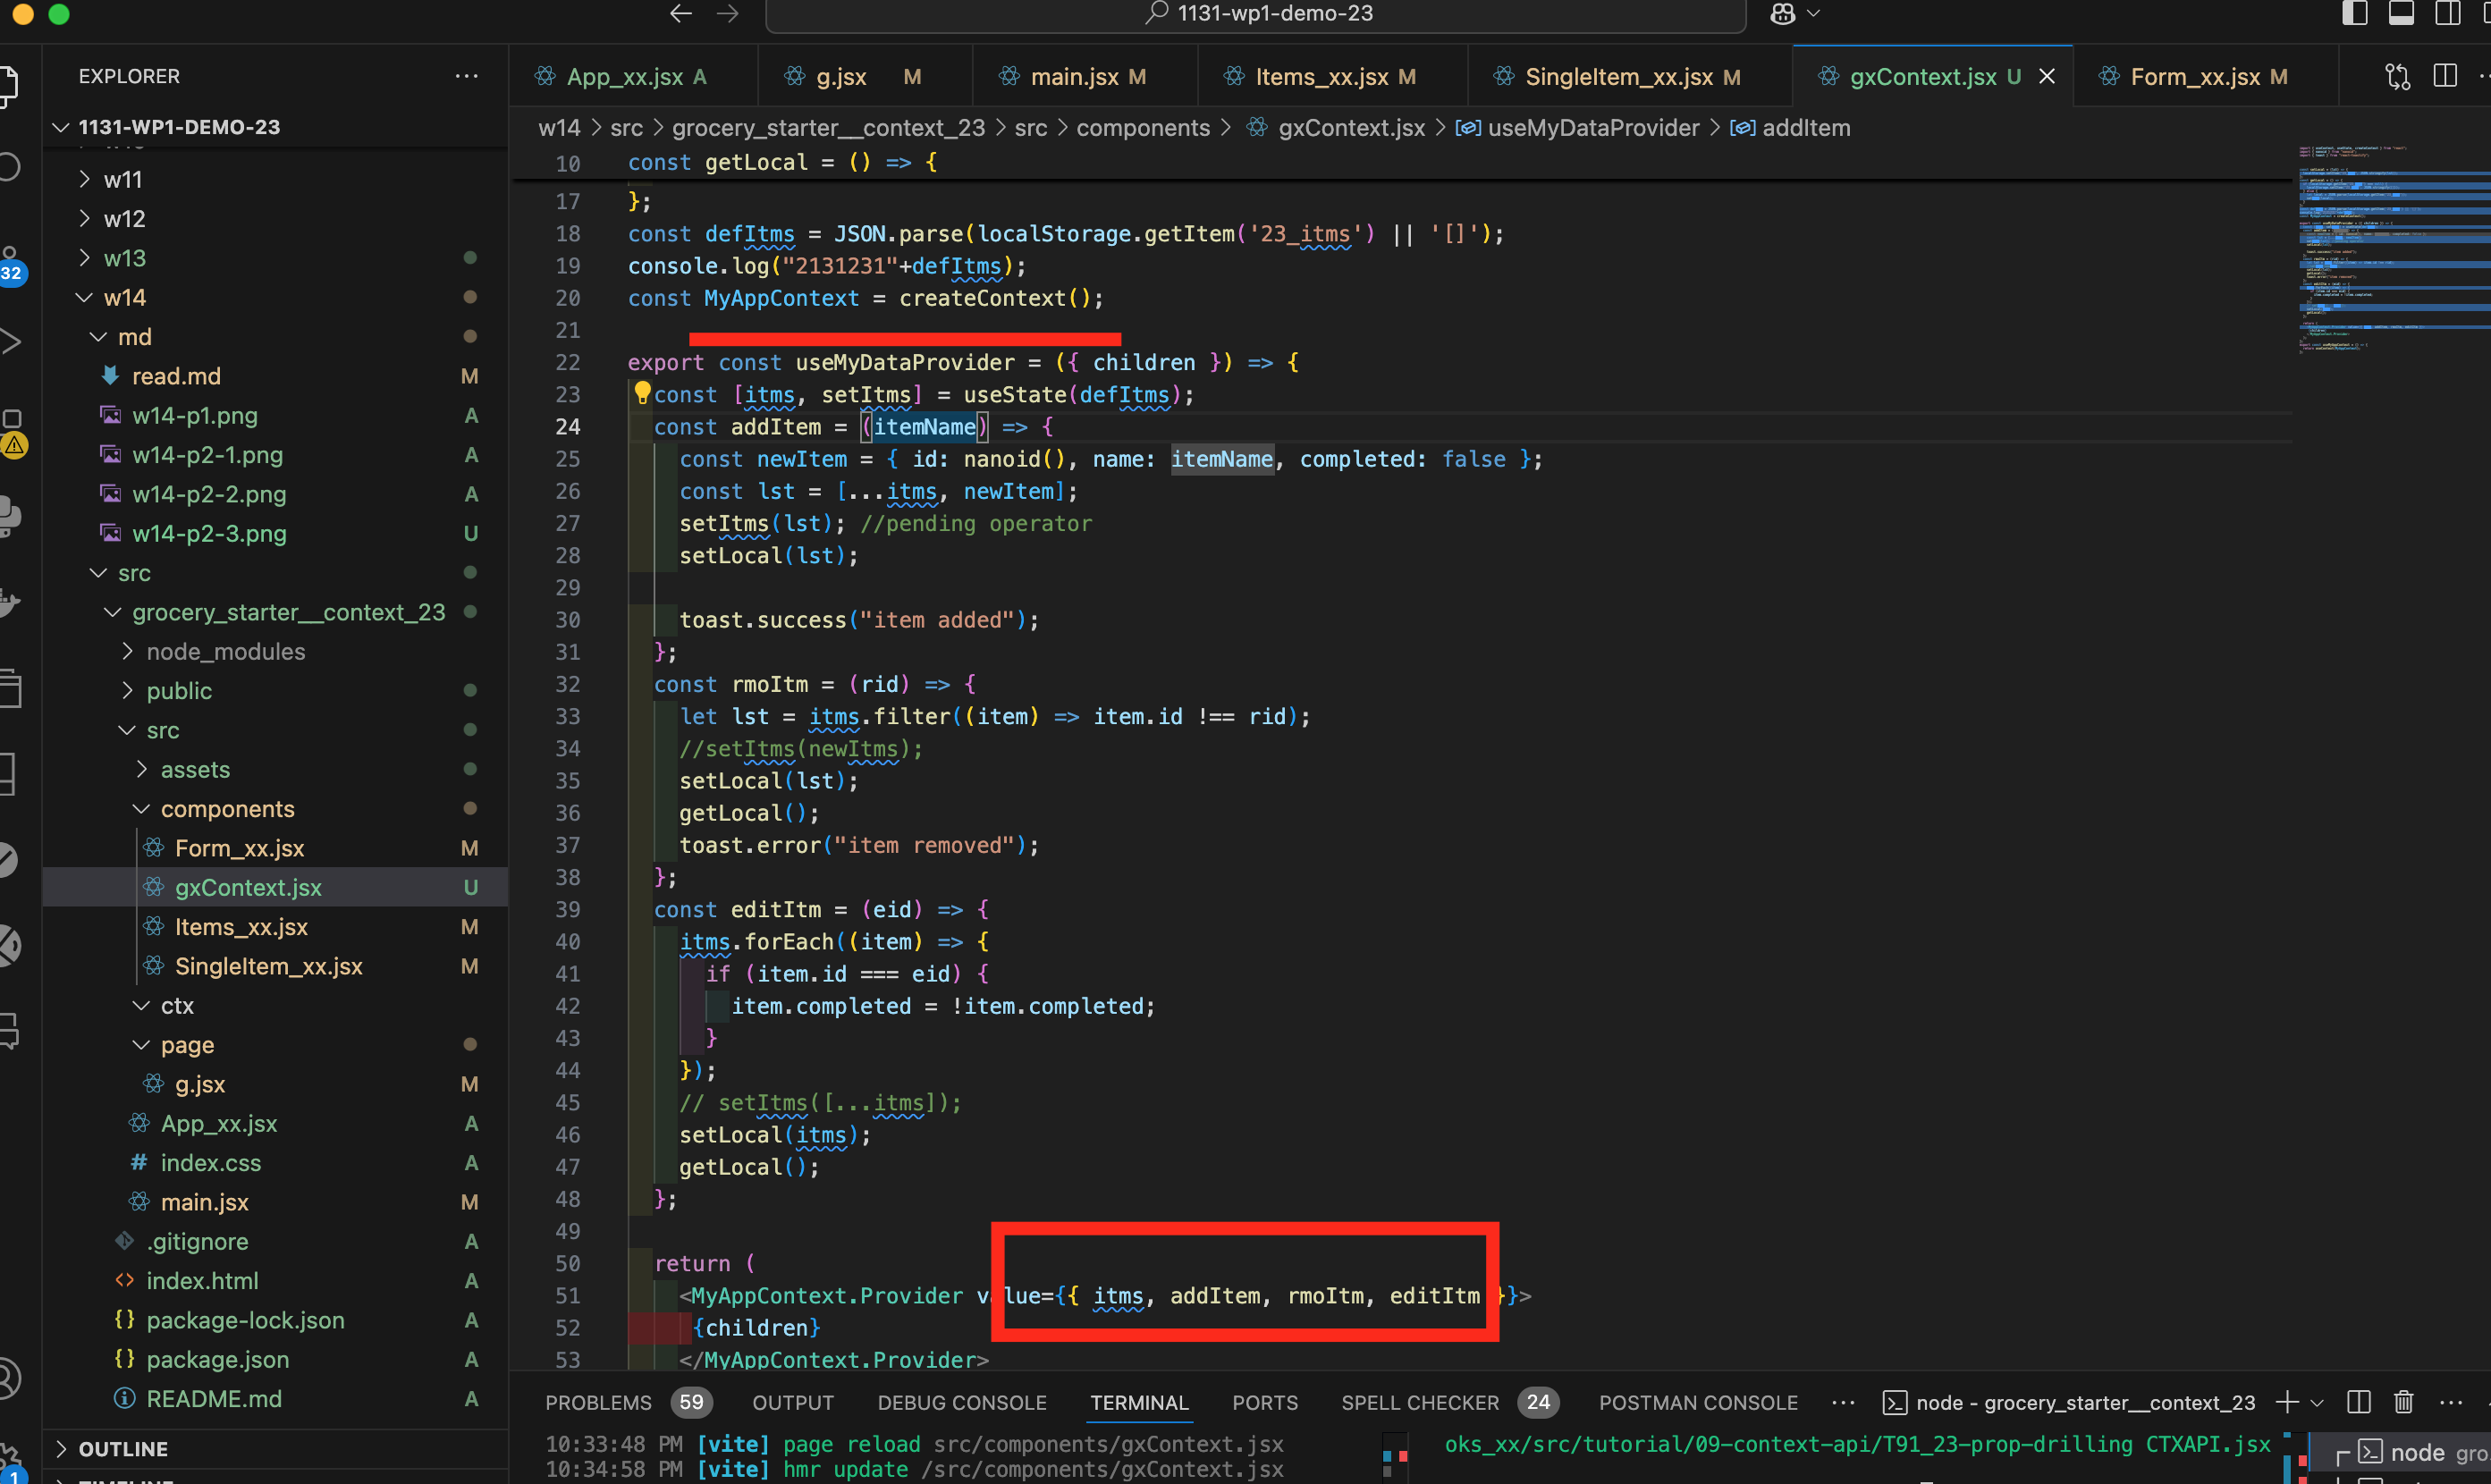 1131-wp1-demo-23
EXPLORER
App_xx.jsx A
g.jsx M
main.jsx M
Items_xx.jsx M
SingleItem_xx.jsx M
gxContext.jsx U
Form_xx.jsx M
1131-WP1-DEMO-23
w11
w12
w13
w14
md
read.md M
w14-p1.png A
w14-p2-1.png A
w14-p2-2.png A
w14-p2-3.png U
src
grocery_starter__context_23
node_modules
public
src
assets
components
Form_xx.jsx M
gxContext.jsx U
Items_xx.jsx M
SingleItem_xx.jsx M
ctx
page
g.jsx M
App_xx.jsx A
index.css A
main.jsx M
.gitignore A
index.html A
package-lock.json A
package.json A
README.md A
OUTLINE
32
1
w14 > src > grocery_starter__context_23 > src > components > gxContext.jsx > useMyDataProvider > addItem
10 const getLocal = () => {
17 };
18 const defItms = JSON.parse(localStorage.getItem('23_itms') || '[]');
19 console.log("2131231"+defItms);
20 const MyAppContext = createContext();
21
22 export const useMyDataProvider = ({ children }) => {
23 const [itms, setItms] = useState(defItms);
24 const addItem = (itemName) => {
25 const newItem = { id: nanoid(), name: itemName, completed: false };
26 const lst = [...itms, newItem];
27 setItms(lst); //pending operator
28 setLocal(lst);
29
30 toast.success("item added");
31 };
32 const rmoItm = (rid) => {
33 let lst = itms.filter((item) => item.id !== rid);
34 //setItms(newItms);
35 setLocal(lst);
36 getLocal();
37 toast.error("item removed");
38 };
39 const editItm = (eid) => {
40 itms.forEach((item) => {
41 if (item.id === eid) {
42 item.completed = !item.completed;
43 }
44 });
45 // setItms([...itms]);
46 setLocal(itms);
47 getLocal();
48 };
49
50 return (
51 <MyAppContext.Provider value={{ itms, addItem, rmoItm, editItm }}>
52 {children}
53 </MyAppContext.Provider>
PROBLEMS 59 OUTPUT DEBUG CONSOLE TERMINAL PORTS SPELL CHECKER 24 POSTMAN CONSOLE ··· node - grocery_starter__context_23
10:33:48 PM [vite] page reload src/components/gxContext.jsx
10:34:58 PM [vite] hmr update /src/components/gxContext.jsx
oks_xx/src/tutorial/09-context-api/T91_23-prop-drilling CTXAPI.jsx
node gro